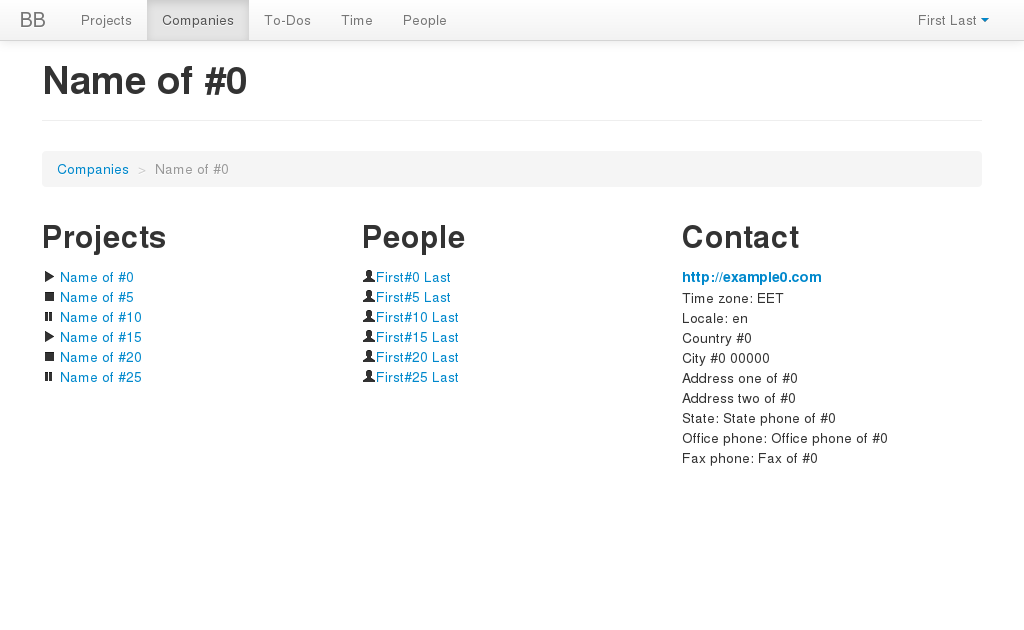 BB Projects Companies To-Dos Time People First Last
Name of #0
Companies > Name of #0
Projects
Name of #0
Name of #5
Name of #10
Name of #15
Name of #20
Name of #25
People
First#0 Last
First#5 Last
First#10 Last
First#15 Last
First#20 Last
First#25 Last
Contact
http://example0.com
Time zone: EET
Locale: en
Country #0
City #0 00000
Address one of #0
Address two of #0
State: State phone of #0
Office phone: Office phone of #0
Fax phone: Fax of #0